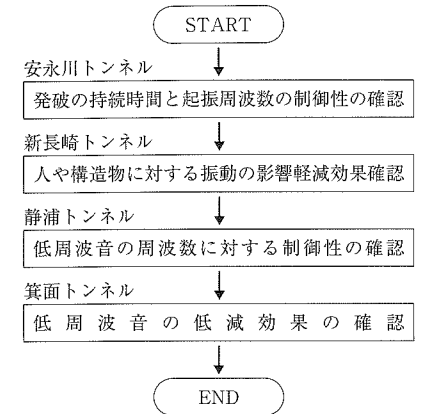 START
安永川トンネル
発破の持続時間と起振周波数の制御性の確認
新長崎トンネル
人や構造物に対する振動の影響軽減効果確認
静浦トンネル
低周波音の周波数に対する制御性の確認
箕面トンネル
低周波音の低減効果の確認
END